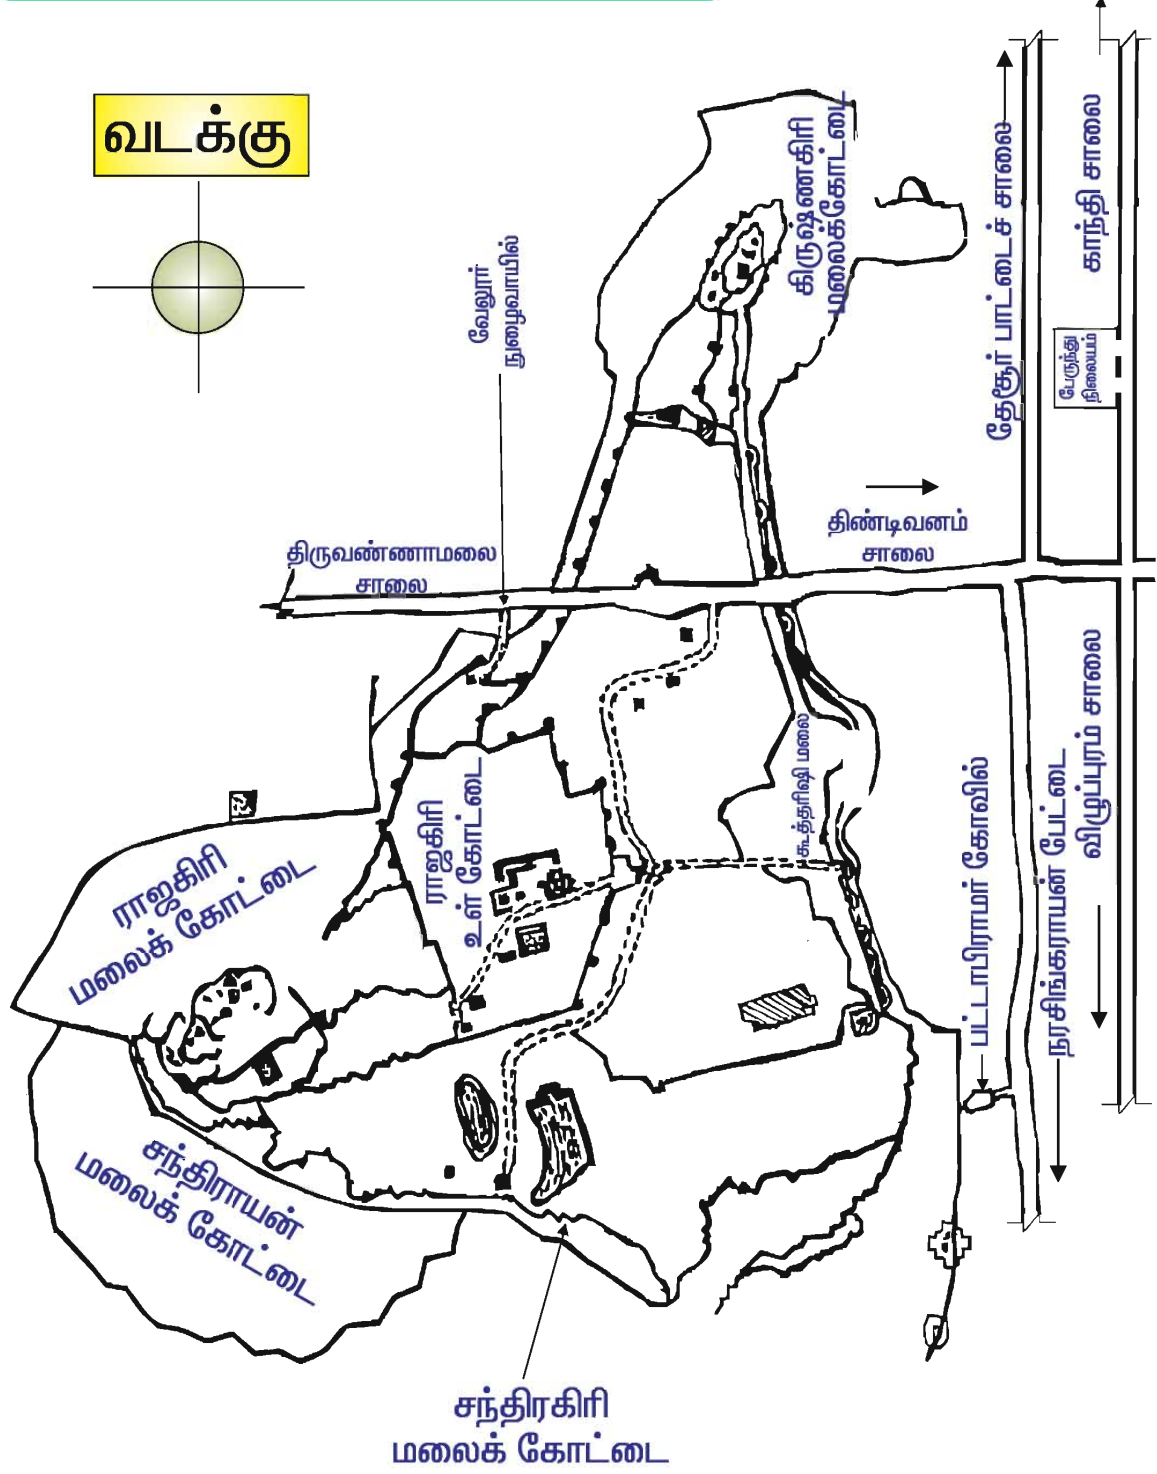 வடக்கு
கிருஷ்ணகிரி
மலைக்கோட்டை
வேலூர்
நுழைவாயில்
தேசூர் பாட்டைச் சாலை
காந்தி சாலை
பேருந்து
நிலையம்
திண்டிவனம்
சாலை
திருவண்ணாமலை
சாலை
கூத்தரிஷி மலை
ராஜகிரி
உள் கோட்டை
ராஜகிரி
மலைக் கோட்டை
பட்டாபிராமர் கோவில்
நரசிங்கராயன் பேட்டை
விழுப்புரம் சாலை
சந்திராயன்
மலைக் கோட்டை
சந்திரகிரி
மலைக் கோட்டை